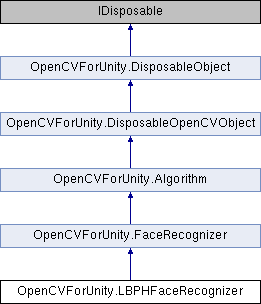 IDisposable
OpenCVForUnity.DisposableObject
OpenCVForUnity.DisposableOpenCVObject
OpenCVForUnity.Algorithm
OpenCVForUnity.FaceRecognizer
OpenCVForUnity.LBPHFaceRecognizer